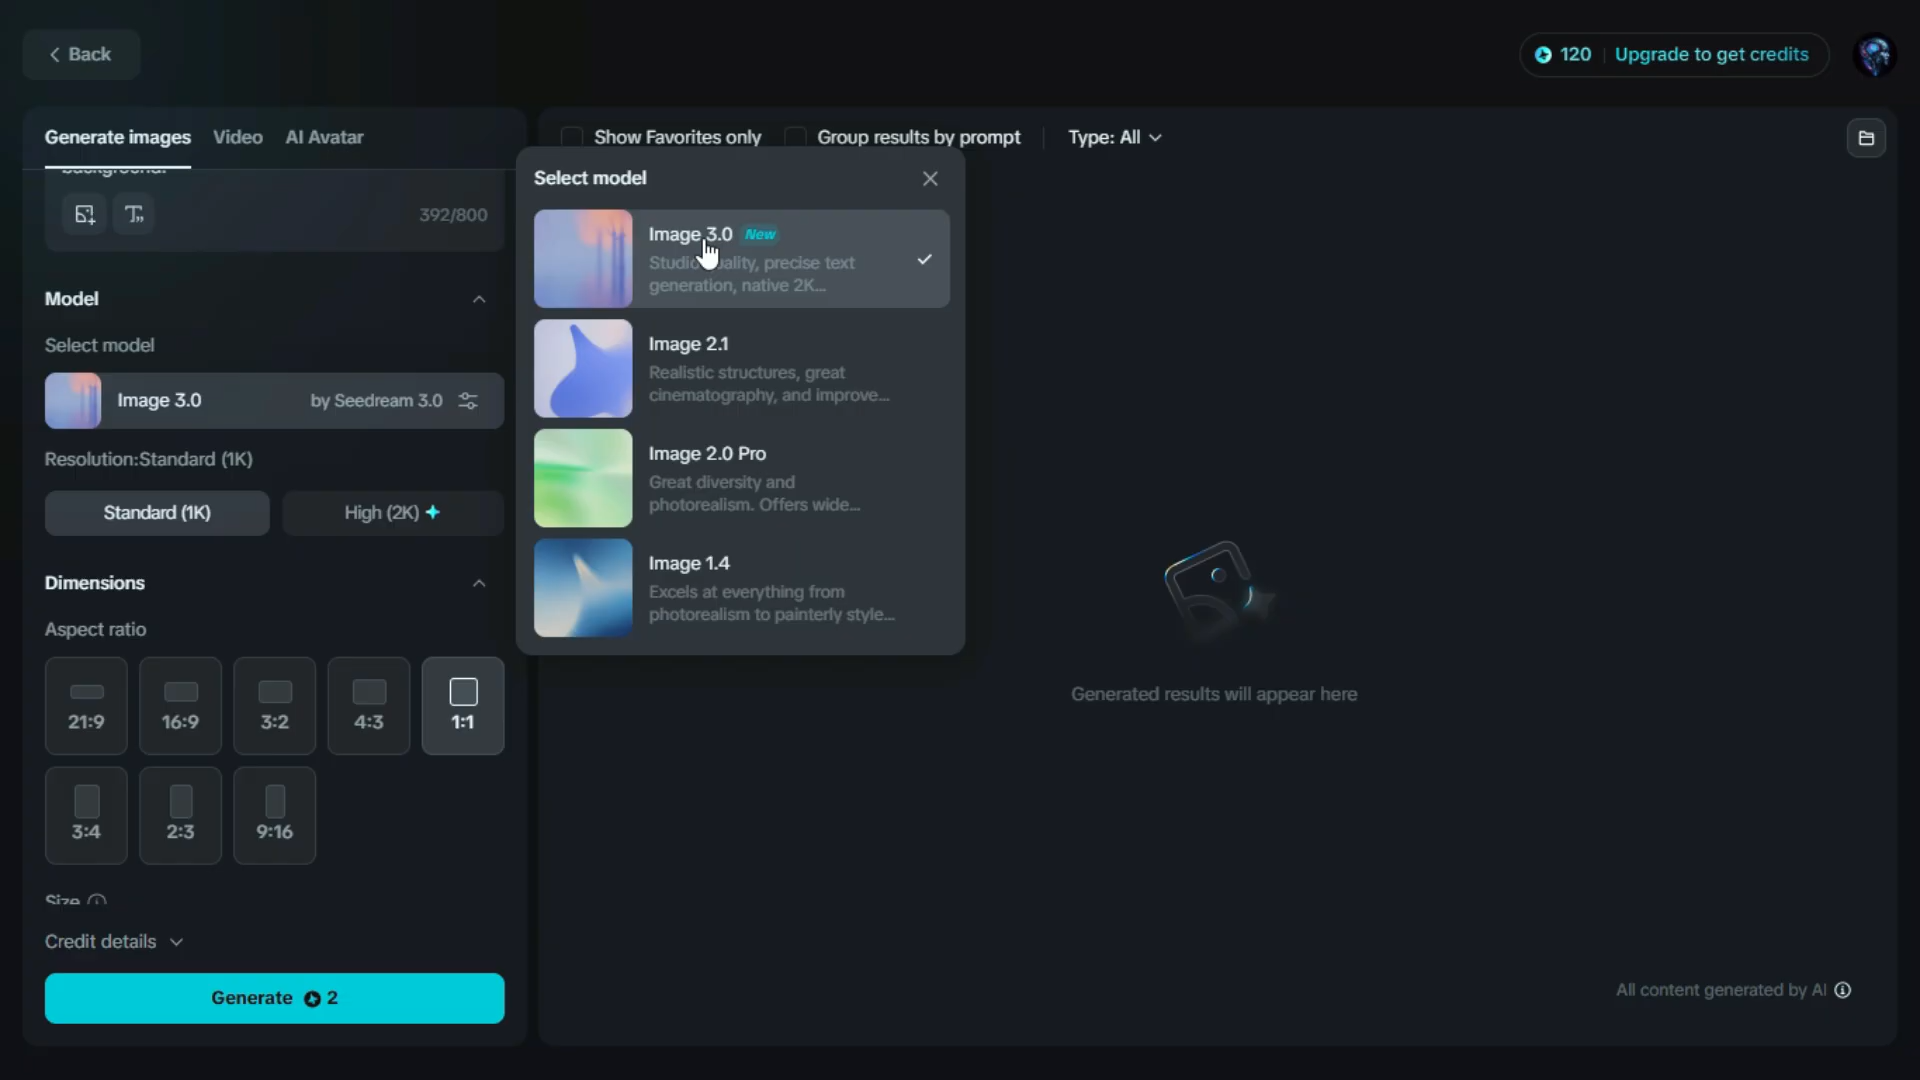 Back
120
Upgrade to get credits
Generate images
Video
AI Avatar
Show Favorites only
Group results by prompt
Type: All
background.
392/800
Model
Select model
Image 3.0
by Seedream 3.0
Resolution:Standard (1K)
Standard (1K)
High (2K)
Dimensions
Aspect ratio
21:9
16:9
3:2
4:3
1:1
3:4
2:3
9:16
Size
Credit details
Generate 2
Select model
Image 3.0 New
precise text
generation, native 2K...
Image 2.1
Realistic structures, great
cinematography, and improve...
Image 2.0 Pro
Great diversity and
photorealism. Offers wide...
Image 1.4
Excels at everything from
photorealism to painterly style...
Generated results will appear here
All content generated by AI